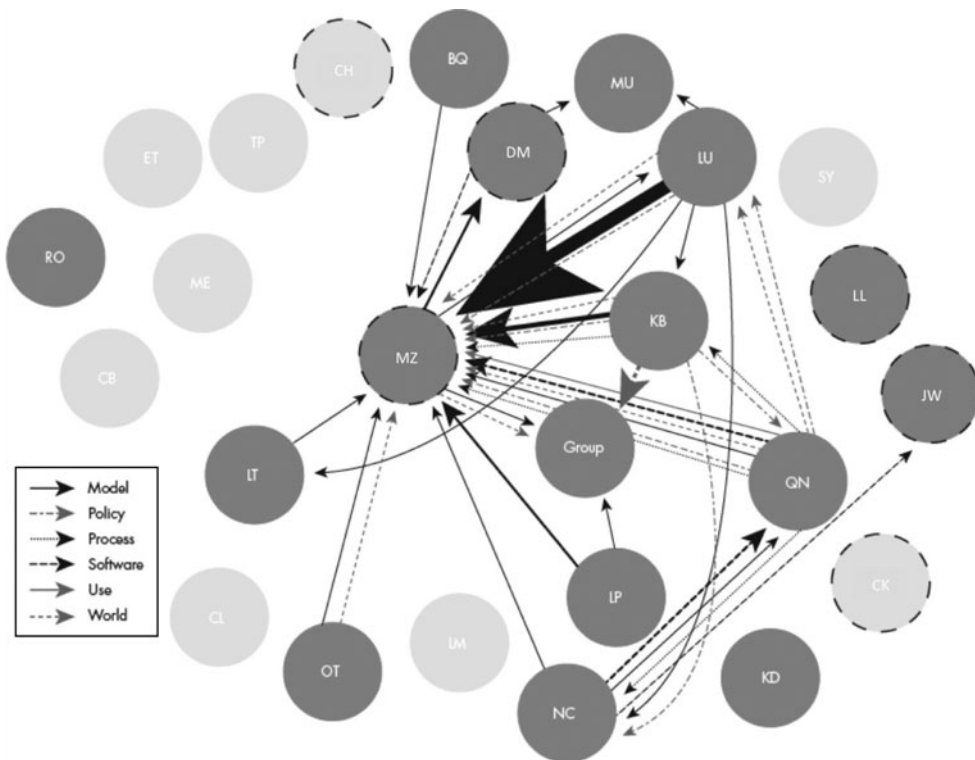 BQ
CH
MU
TP
DM
LU
ET
SY
RO
ME
LL
KB
MZ
CB
JW
Group
LT
QN
Model
Policy
Process
Software
Use
World
CK
LP
CL
LM
OT
KD
NC